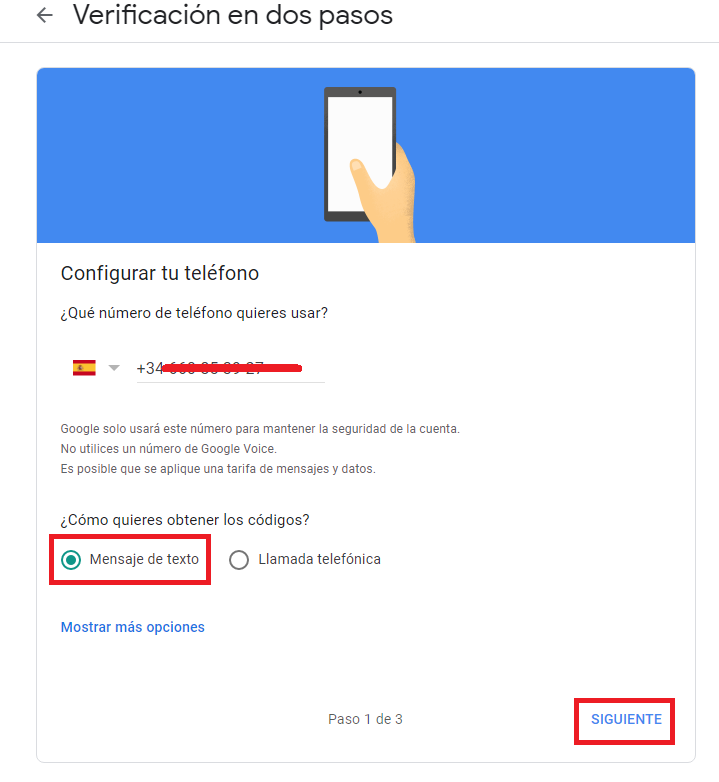 Verificación en dos pasos
Configurar tu teléfono
¿Qué número de teléfono quieres usar?
+34
Google solo usará este número para mantener la seguridad de la cuenta.
No utilices un número de Google Voice.
Es posible que se aplique una tarifa de mensajes y datos.
¿Cómo quieres obtener los códigos?
Mensaje de texto Llamada telefónica
Mostrar más opciones
Paso 1 de 3 SIGUIENTE